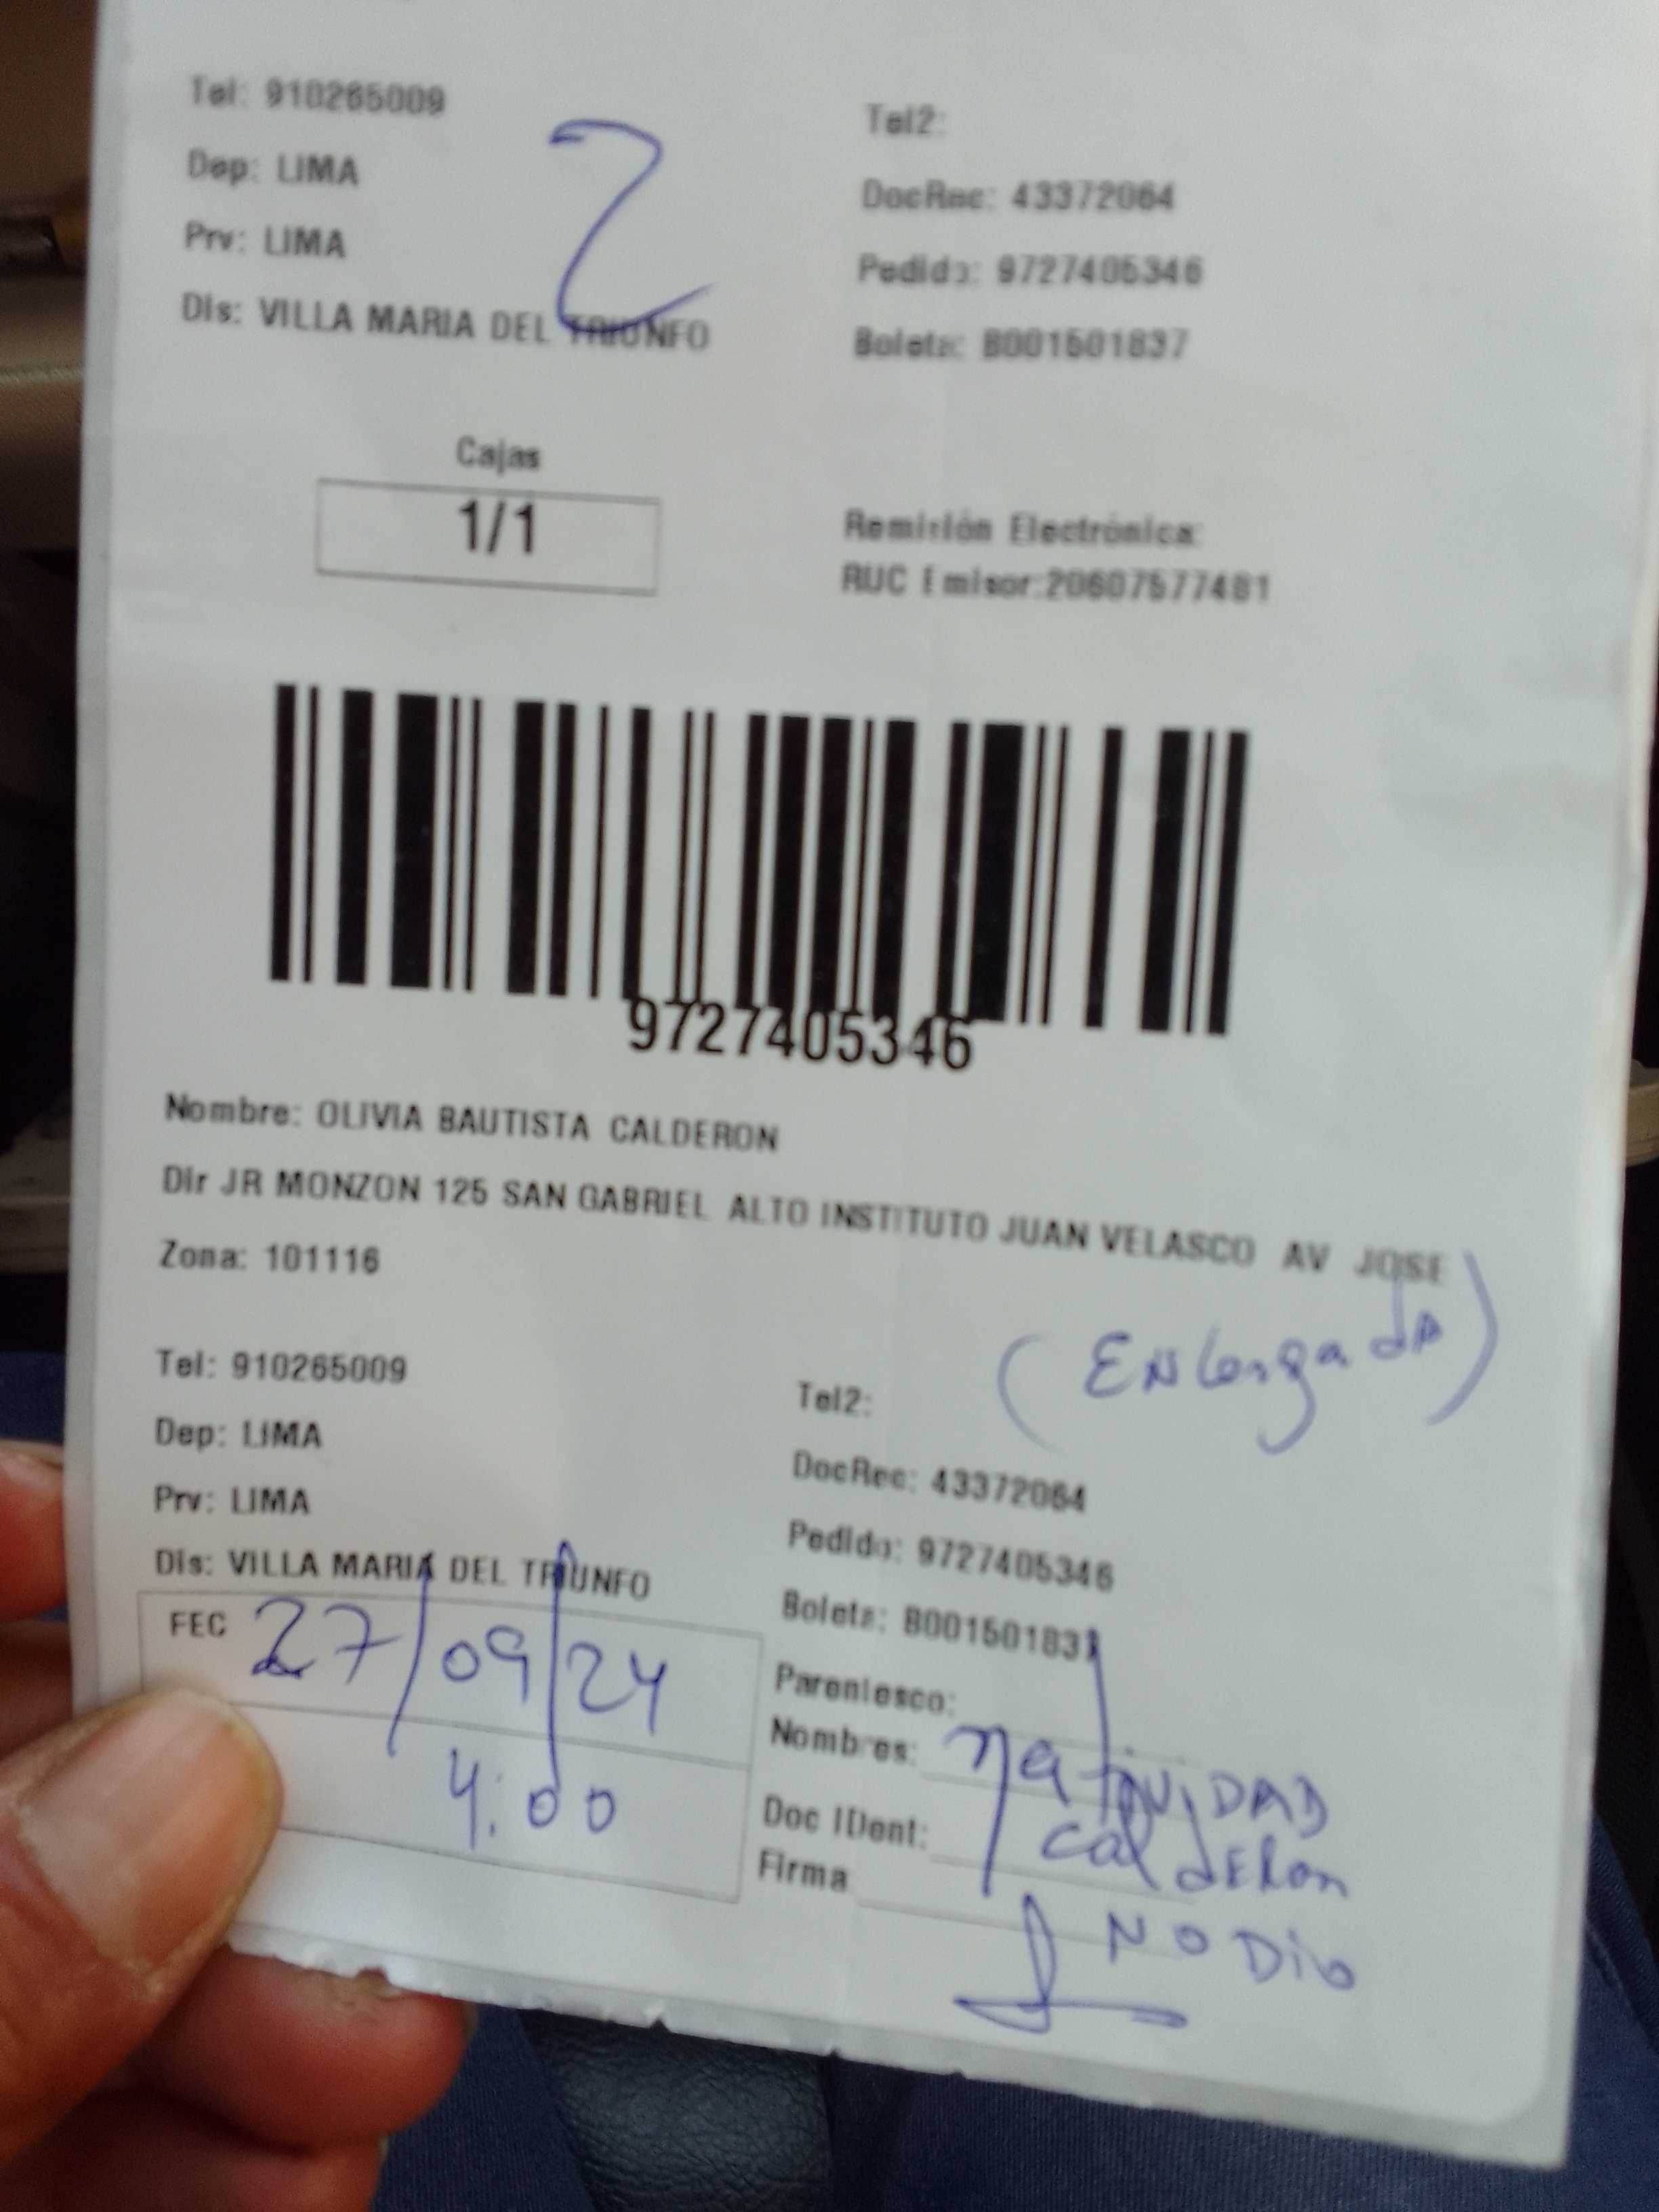 Tel: 910265009
Tel2:
Dep: LIMA
DocRec: 43372064
Prv: LIMA
Pedido: 9727405346
Dis: VILLA MARIA DEL TRIUNFO
Boleta: B001501837
2
Cajas
1/1
Remisión Electrónica:
RUC Emisor:20607577481
9727405346
Nombre: OLIVIA BAUTISTA CALDERON
Dir JR MONZON 125 SAN GABRIEL ALTO INSTITUTO JUAN VELASCO AV JOSE
Zona: 101116
(Encargada)
Tel: 910265009
Tel2:
Dep: LIMA
DocRec: 43372064
Prv: LIMA
Pedido: 9727405346
Dis: VILLA MARIA DEL TRIUNFO
Boleta: B001501837
FEC 27/09/24
4:00
Parentesco:
Nombres: Natividad
Calderon
Doc IDent:
No Dio
Firma